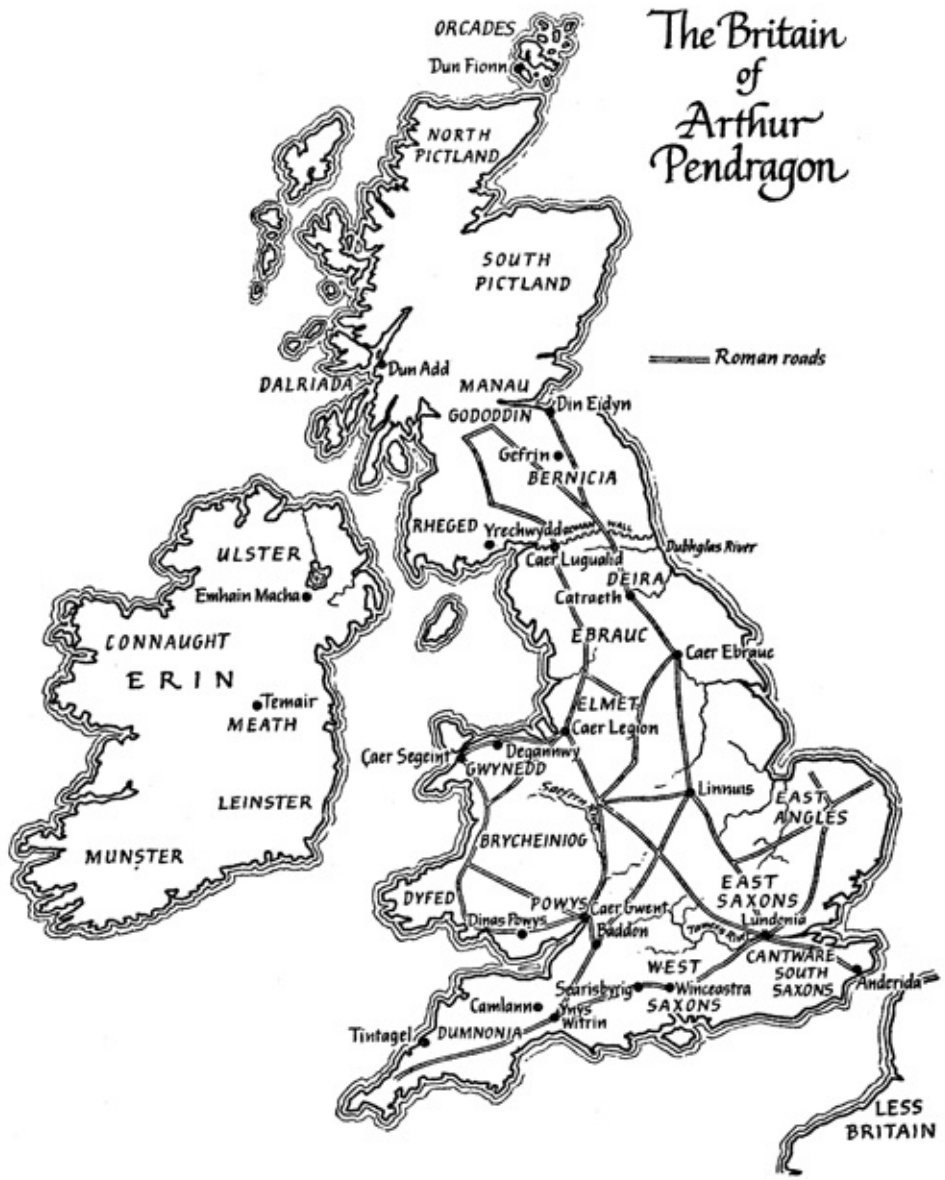 The Britain
of
Arthur
Pendragon
ORCADES
Dun Fionn
NORTH
PICTLAND
SOUTH
PICTLAND
Roman roads
Dun Add
DALRIADA
MANAU
GODODDIN
Din Eidyn
Gefrin
BERNICIA
RHEGED
Yrechwydd
ROMAN WALL
Caer Lugualid
Dubhglas River
DEIRA
Catraeth
ULSTER
Emhain Macha
CONNAUGHT
ERIN
Temair
MEATH
LEINSTER
MUNSTER
EBRAUC
Caer Ebrauc
ELMET
Caer Legion
Caer Segeint
Degannwy
GWYNEDD
Linnuis
EAST
ANGLES
BRYCHEINIOG
DYFED
POWYS
Caer Gwent
Dinas Powys
Baddon
EAST
SAXONS
Lundenia
CANTWARE
SOUTH
SAXONS
Anderida
WEST
SAXONS
Searisbyrig
Winceastra
Camlann
Ynys
Witrin
Tintagel
DUMNONIA
LESS
BRITAIN